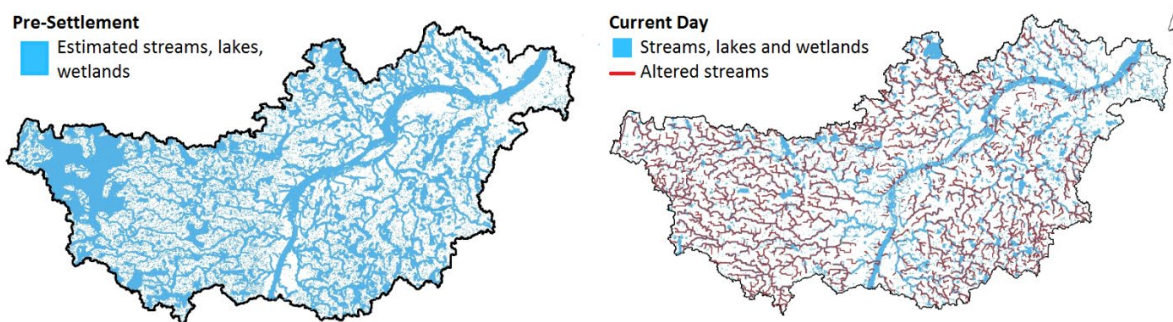 Pre-Settlement
Estimated streams, lakes,
wetlands
Current Day
Streams, lakes and wetlands
Altered streams